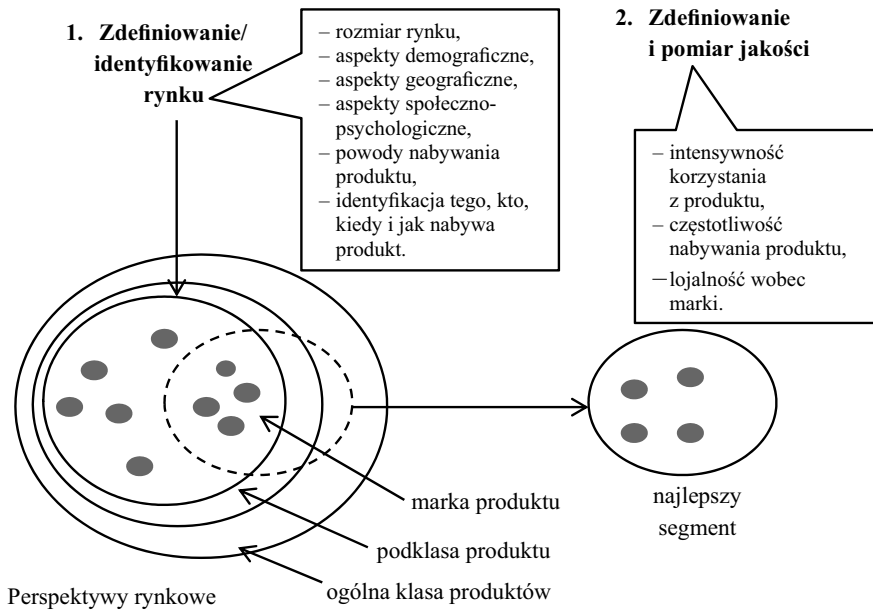 1. Zdefiniowanie/
identyfikowanie
rynku
– rozmiar rynku,
– aspekty demograficzne,
– aspekty geograficzne,
– aspekty społeczno-
psychologiczne,
– powody nabywania
produktu,
– identyfikacja tego, kto,
kiedy i jak nabywa
produkt.
2. Zdefiniowanie
i pomiar jakości
– intensywność
korzystania
z produktu,
– częstotliwość
nabywania produktu,
– lojalność wobec
marki.
marka produktu
podklasa produktu
ogólna klasa produktów
najlepszy
segment
Perspektywy rynkowe